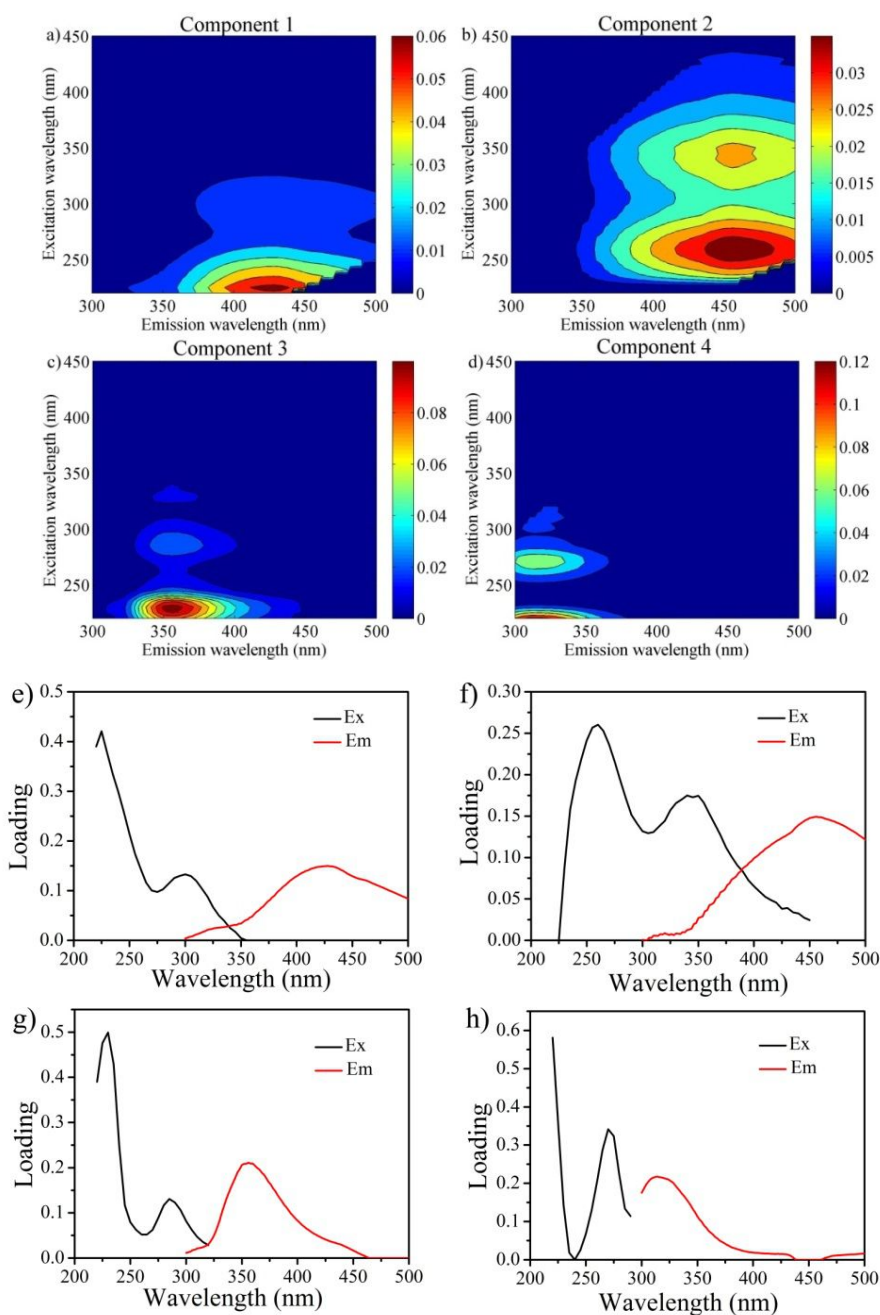 Component 1
a)
450
400
350
300
250
Excitation wavelength (nm)
300 350 400 450 500
Emission wavelength (nm)
0.06
0.05
0.04
0.03
0.02
0.01
0
Component 2
b)
450
400
350
300
250
Excitation wavelength (nm)
300 350 400 450 500
Emission wavelength (nm)
0.03
0.025
0.02
0.015
0.01
0.005
0
Component 3
c)
450
400
350
300
250
Excitation wavelength (nm)
300 350 400 450 500
Emission wavelength (nm)
0.08
0.06
0.04
0.02
0
Component 4
d)
450
400
350
300
250
Excitation wavelength (nm)
300 350 400 450 500
Emission wavelength (nm)
0.12
0.1
0.08
0.06
0.04
0.02
0
e)
0.5
0.4
0.3
0.2
0.1
0.0
Loading
Ex
Em
200 250 300 350 400 450 500
Wavelength (nm)
f)
0.30
0.25
0.20
0.15
0.10
0.05
0.00
Loading
Ex
Em
200 250 300 350 400 450 500
Wavelength (nm)
g)
0.5
0.4
0.3
0.2
0.1
0.0
Loading
Ex
Em
200 250 300 350 400 450 500
Wavelength (nm)
h)
0.6
0.5
0.4
0.3
0.2
0.1
0.0
Loading
Ex
Em
200 250 300 350 400 450 500
Wavelength (nm)